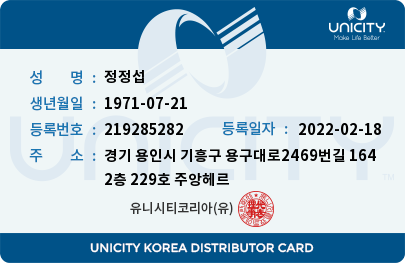 UNICITY
Make Life Better
성 명 : 정정섭
생년월일 : 1971-07-21
등록번호 : 219285282 등록일자 : 2022-02-18
주 소 : 경기 용인시 기흥구 용구대로2469번길 164
2층 229호 주앙헤르
UNICITY
유니시티코리아(유)
UNICITY KOREA DISTRIBUTOR CARD